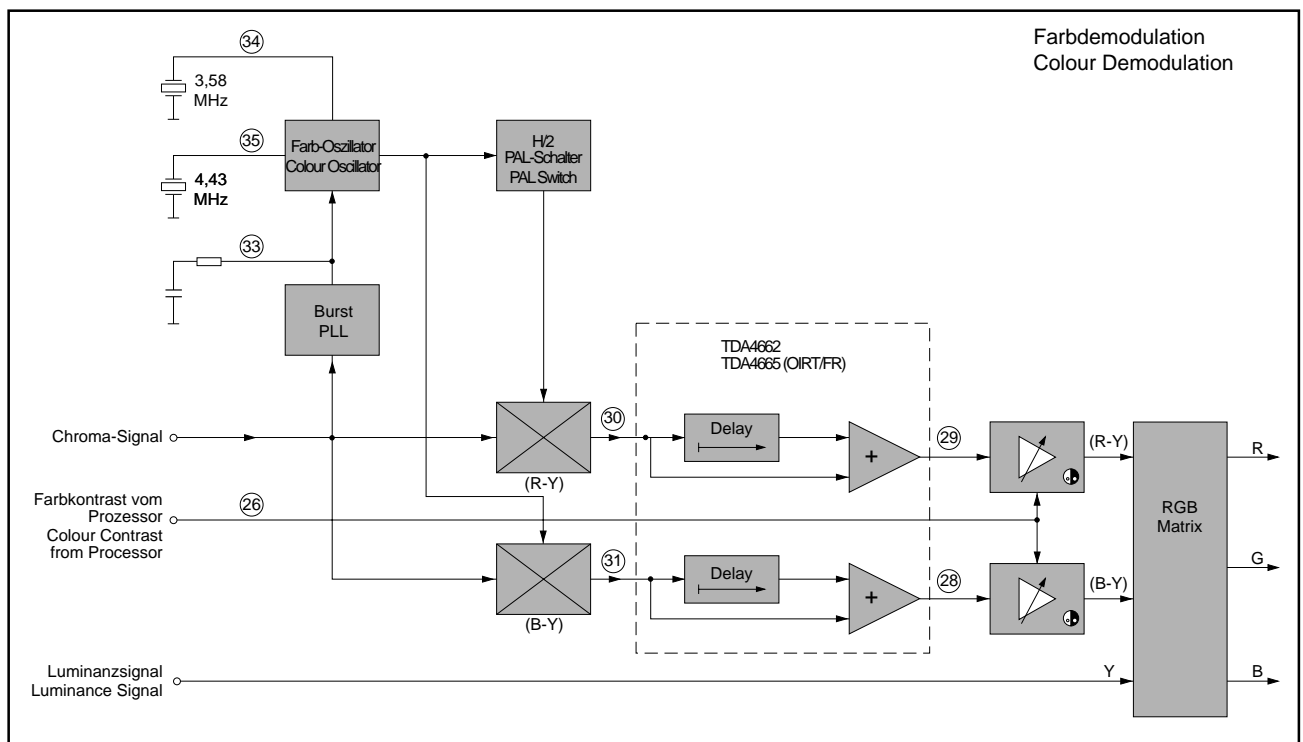 Farbdemodulation
Colour Demodulation
34
3,58
MHz
35
Farb-Oszillator
Colour Oscillator
H/2
PAL-Schalter
PAL Switch
4,43
MHz
33
Burst
PLL
TDA4662
TDA4665 (OIRT/FR)
Chroma-Signal
30
Delay
+
29
(R-Y)
R
(R-Y)
Farbkontrast vom
Prozessor
Colour Contrast
from Processor
26
RGB
Matrix
31
Delay
+
28
(B-Y)
G
(B-Y)
Luminanzsignal
Luminance Signal
Y
B